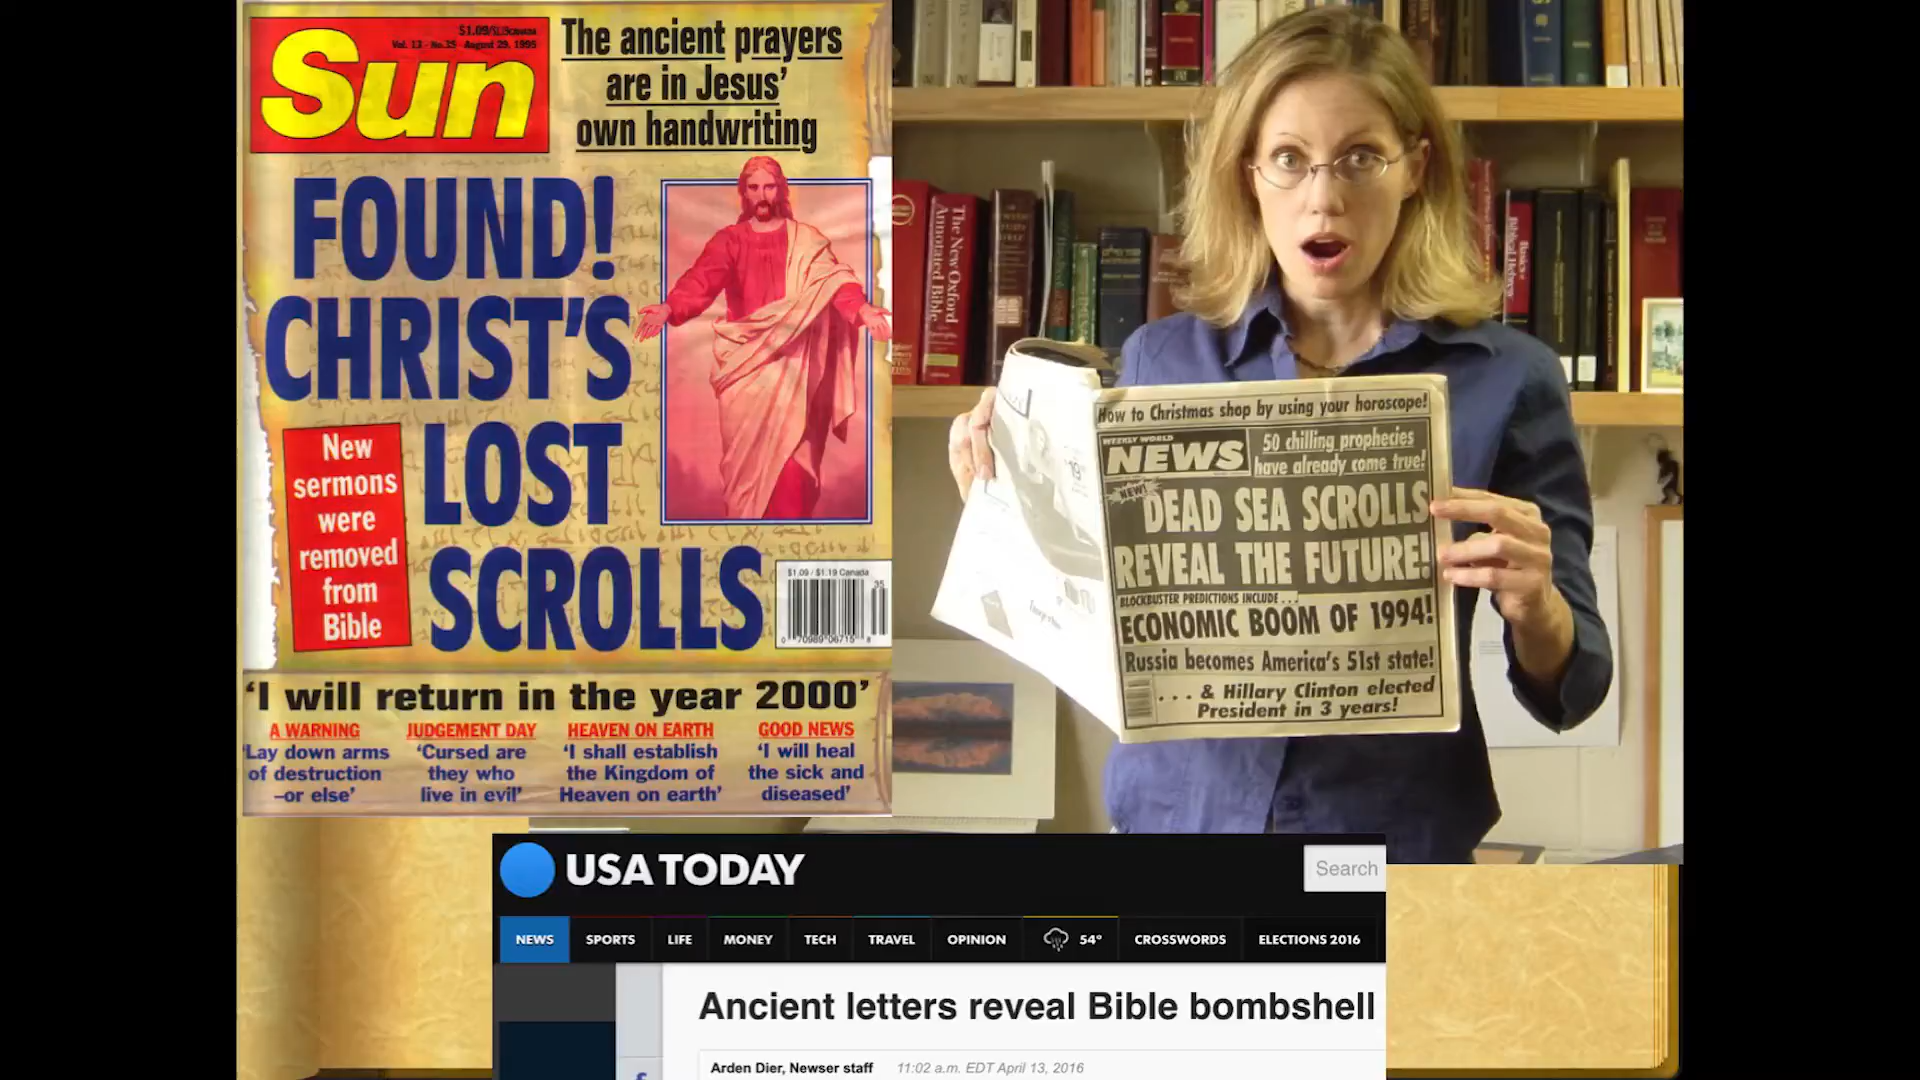 Sun
$1.09/$1.19 CANADA
Vol. 13 - No. 35 - August 29, 1995
The ancient prayers
are in Jesus'
own handwriting
FOUND!
CHRIST'S
LOST
SCROLLS
New
sermons
were
removed
from
Bible
$1.09 / $1.19 Canada
35
0 70989 06715 8
'I will return in the year 2000'
A WARNING
'Lay down arms
of destruction
–or else'
JUDGEMENT DAY
'Cursed are
they who
live in evil'
HEAVEN ON EARTH
'I shall establish
the Kingdom of
Heaven on earth'
GOOD NEWS
'I will heal
the sick and
diseased'
The New Oxford
Annotated Bible
How to Christmas shop by using your horoscope!
WEEKLY WORLD
NEWS
50 chilling prophecies
have already come true!
NEW!
DEAD SEA SCROLLS
REVEAL THE FUTURE!
BLOCKBUSTER PREDICTIONS INCLUDE . . .
ECONOMIC BOOM OF 1994!
Russia becomes America's 51st state!
. . . & Hillary Clinton elected
President in 3 years!
USA TODAY
Search
NEWS SPORTS LIFE MONEY TECH TRAVEL OPINION 54° CROSSWORDS ELECTIONS 2016
Ancient letters reveal Bible bombshell
Arden Dier, Newser staff 11:02 a.m. EDT April 13, 2016